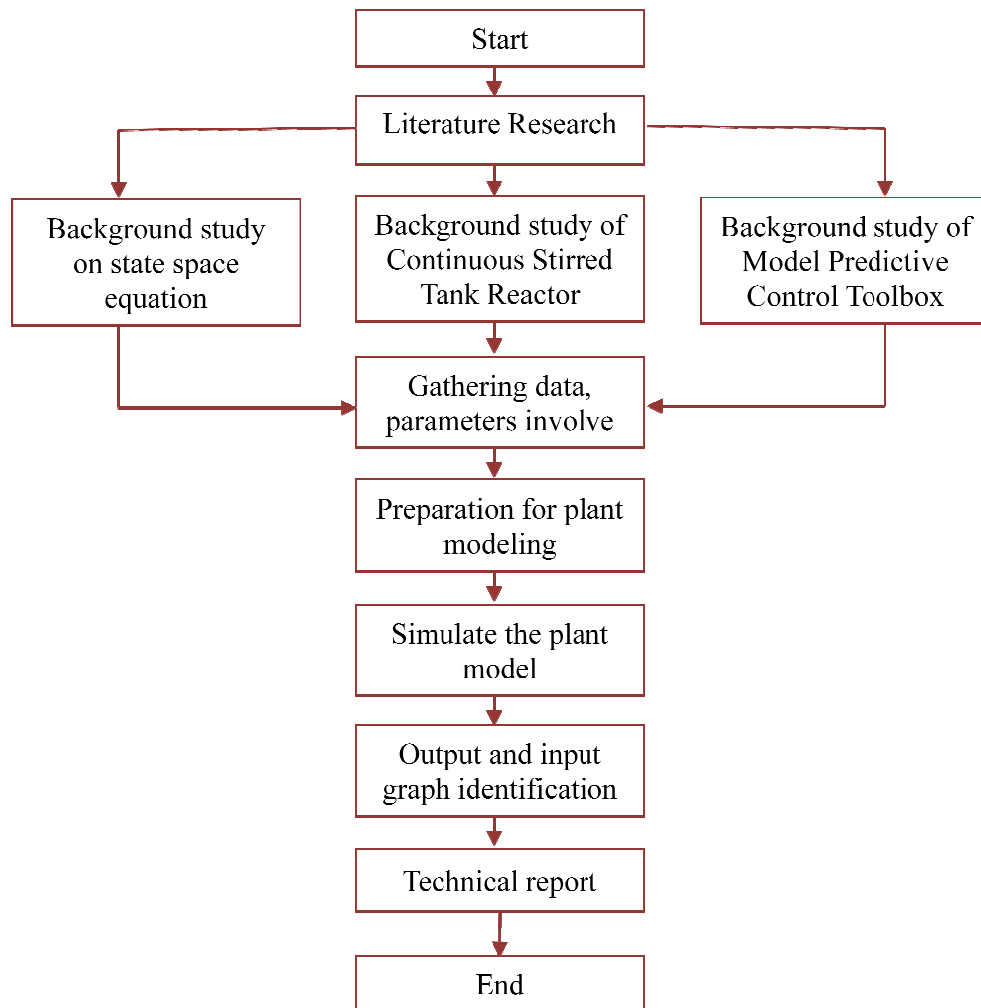 Start
Literature Research
Background study
on state space
equation
Background study of
Continuous Stirred
Tank Reactor
Background study of
Model Predictive
Control Toolbox
Gathering data,
parameters involve
Preparation for plant
modeling
Simulate the plant
model
Output and input
graph identification
Technical report
End